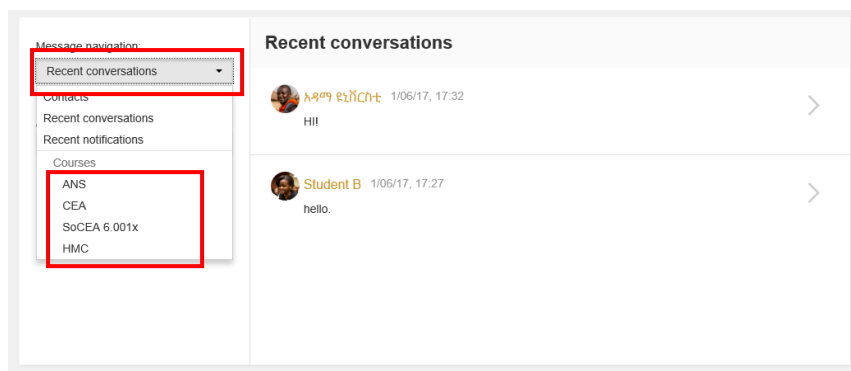 Message navigation:
Recent conversations
Contacts
Recent conversations
Recent notifications
Courses
ANS
CEA
SoCEA 6.001x
HMC
Recent conversations
አዳማ ዩኒቨርስቲ 1/06/17, 17:32
HI!
Student B 1/06/17, 17:27
hello.